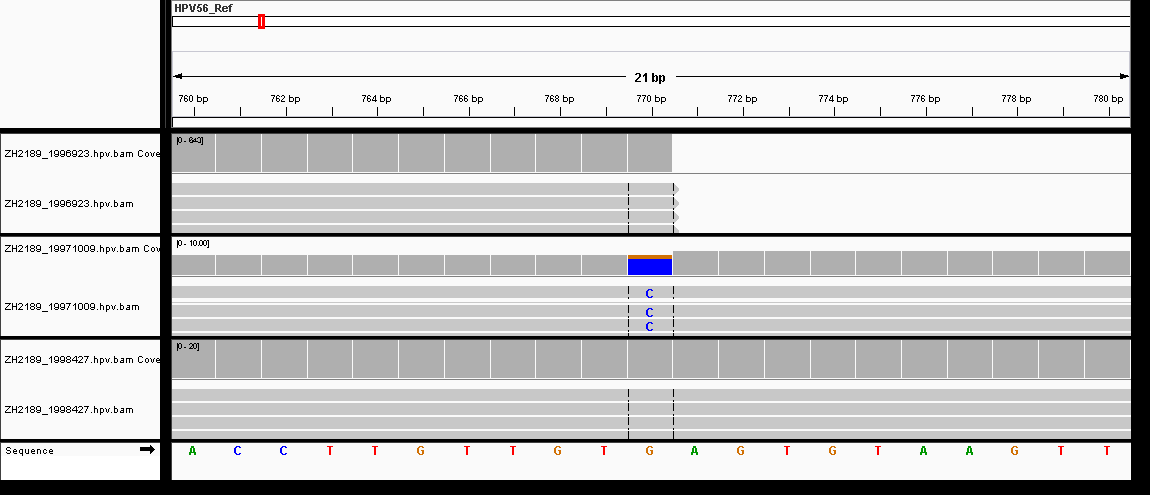 HPV56_Ref
21 bp
760 bp 762 bp 764 bp 766 bp 768 bp 770 bp 772 bp 774 bp 776 bp 778 bp 780 bp
[0 - 643]
ZH2189_1996923.hpv.bam Cove
ZH2189_1996923.hpv.bam
[0 - 10.00]
ZH2189_19971009.hpv.bam Cov
C
ZH2189_19971009.hpv.bam
C
C
[0 - 20]
ZH2189_1998427.hpv.bam Cove
ZH2189_1998427.hpv.bam
Sequence A C C T T G T T G T G A G T G T A A G T T